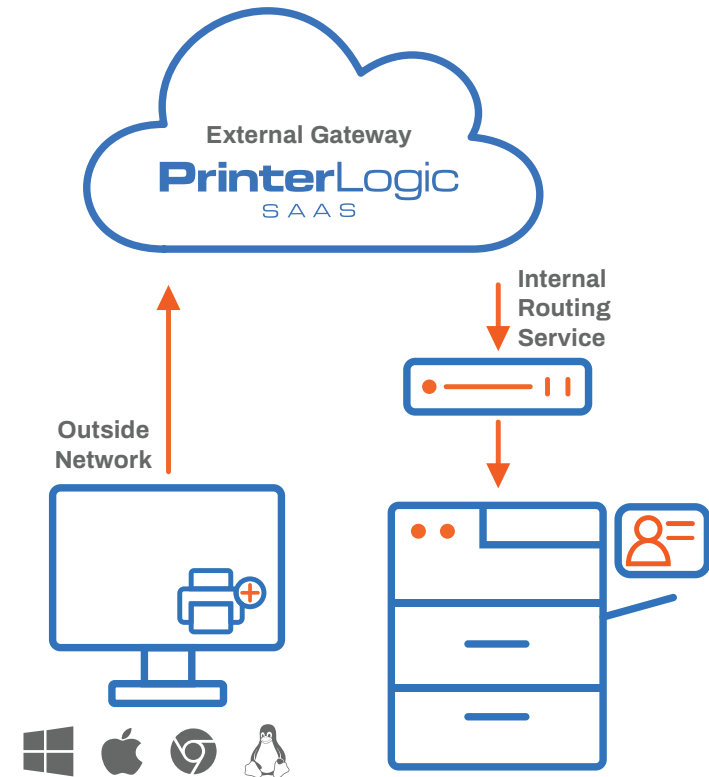 External Gateway
PrinterLogic
SAAS
Internal
Routing
Service
Outside
Network